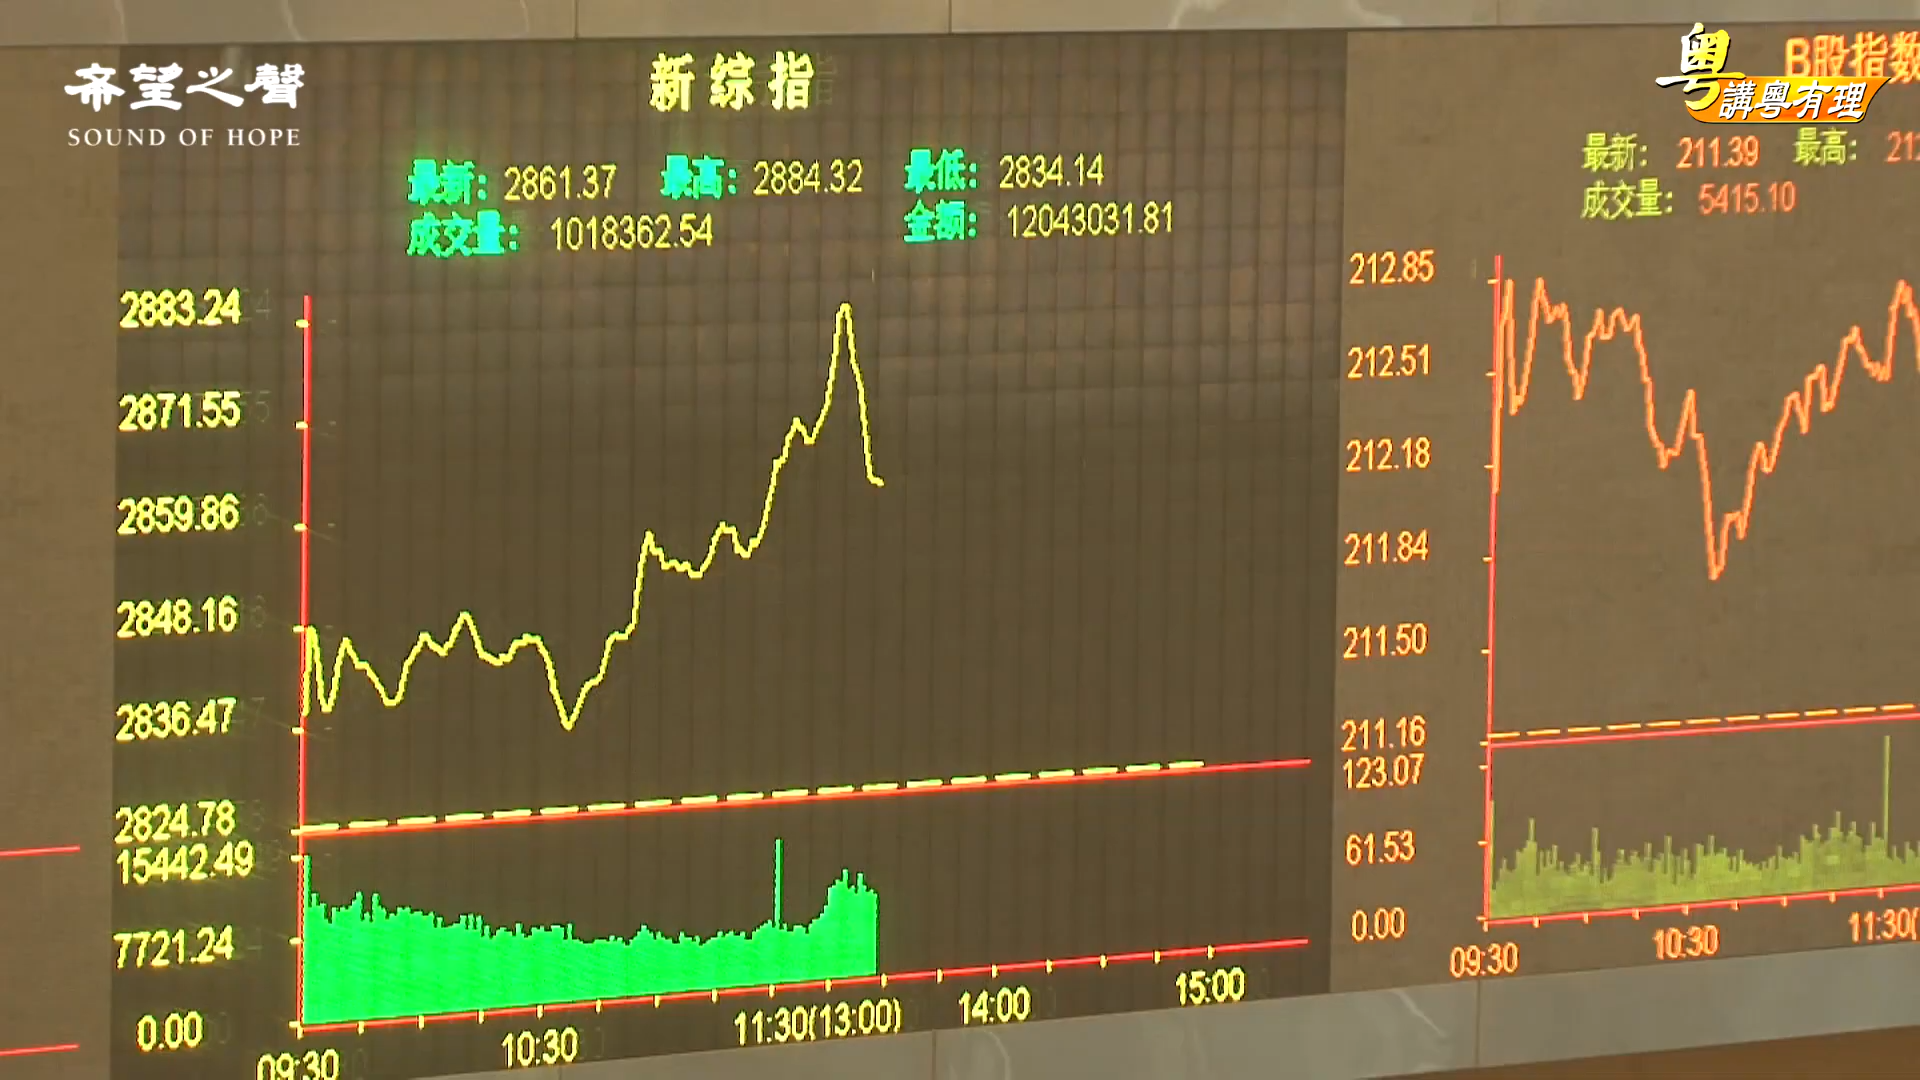 希望之聲
SOUND OF HOPE
粤
講粵有理
新综指
最新: 2861.37 最高: 2884.32 最低: 2834.14
成交量: 1018362.54 金额: 12043031.81
2883.24
2871.55
2859.86
2848.16
2836.47
2824.78
15442.49
7721.24
0.00
09:30 10:30 11:30(13:00) 14:00 15:00
B股指数
最新: 211.39 最高:
成交量: 5415.10
212.85
212.51
212.18
211.84
211.50
211.16
123.07
61.53
0.00
09:30 10:30 11:30(